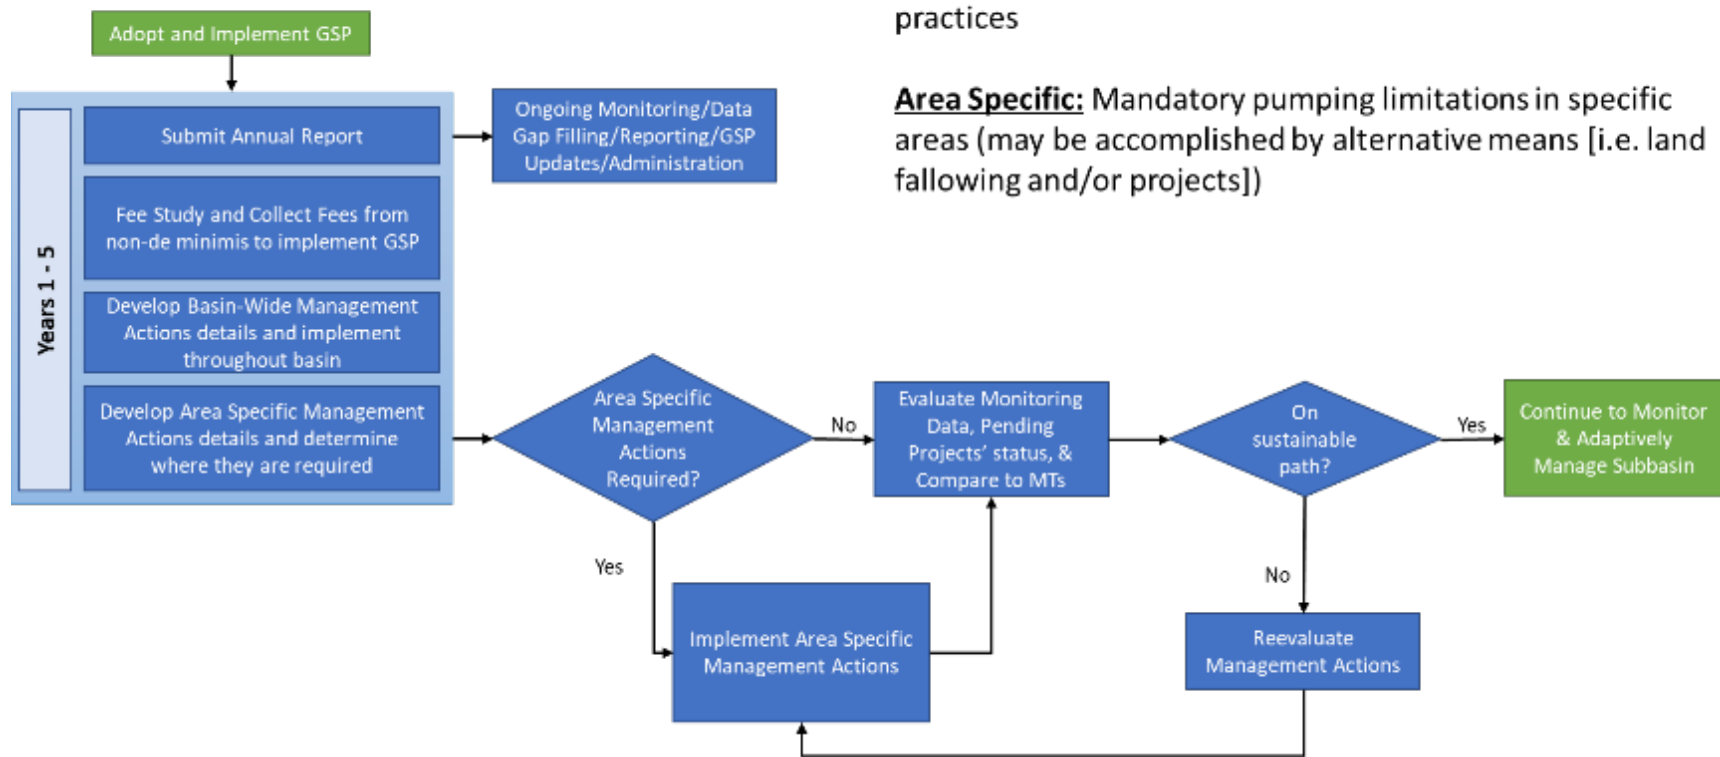 practices
Area Specific: Mandatory pumping limitations in specific
areas (may be accomplished by alternative means [i.e. land
fallowing and/or projects])
Adopt and Implement GSP
Years 1 - 5
Submit Annual Report
Ongoing Monitoring/Data
Gap Filling/Reporting/GSP
Updates/Administration
Fee Study and Collect Fees from
non-de minimis to implement GSP
Develop Basin-Wide Management
Actions details and implement
throughout basin
Develop Area Specific Management
Actions details and determine
where they are required
Area Specific
Management
Actions
Required?
No
Yes
Implement Area Specific
Management Actions
Evaluate Monitoring
Data, Pending
Projects' status, &
Compare to MTs
On
sustainable
path?
Yes
No
Continue to Monitor
& Adaptively
Manage Subbasin
Reevaluate
Management Actions